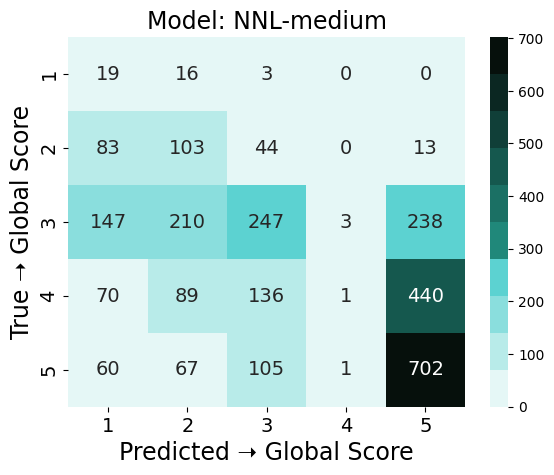 Model: NNL-medium
True → Global Score
1 19 16 3 0 0
2 83 103 44 0 13
3 147 210 247 3 238
4 70 89 136 1 440
5 60 67 105 1 702
1 2 3 4 5
Predicted → Global Score
700
600
500
400
300
200
100
0